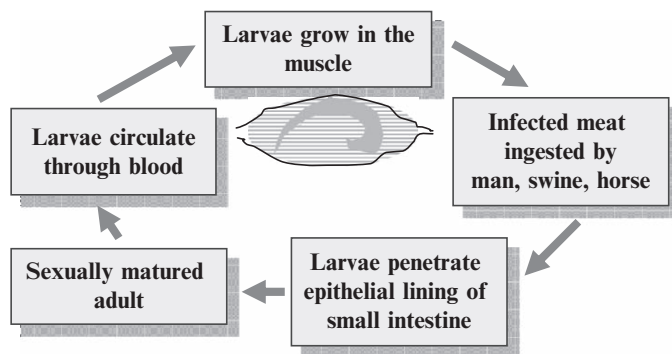 Larvae grow in the
muscle
Infected meat
ingested by
man, swine, horse
Larvae penetrate
epithelial lining of
small intestine
Sexually matured
adult
Larvae circulate
through blood